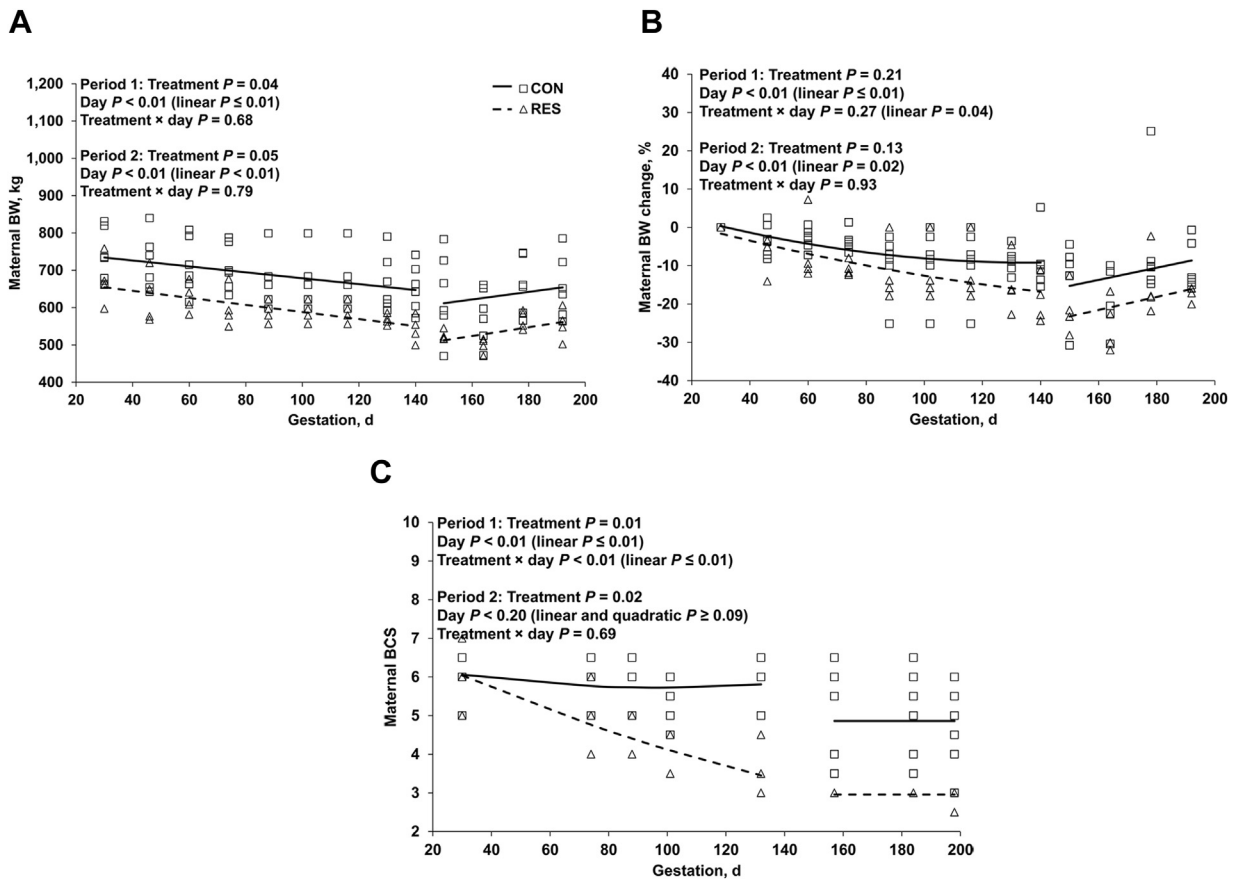 A
Period 1: Treatment P = 0.04
Day P < 0.01 (linear P ≤ 0.01)
Treatment × day P = 0.68
Period 2: Treatment P = 0.05
Day P < 0.01 (linear P < 0.01)
Treatment × day P = 0.79
CON
RES
Maternal BW, kg
1,200
1,100
1,000
900
800
700
600
500
400
20 40 60 80 100 120 140 160 180 200
Gestation, d
B
Period 1: Treatment P = 0.21
Day P < 0.01 (linear P ≤ 0.01)
Treatment × day P = 0.27 (linear P = 0.04)
Period 2: Treatment P = 0.13
Day P < 0.01 (linear P = 0.02)
Treatment × day P = 0.93
Maternal BW change, %
40
30
20
10
0
-10
-20
-30
-40
20 40 60 80 100 120 140 160 180 200
Gestation, d
C
Period 1: Treatment P = 0.01
Day P < 0.01 (linear P ≤ 0.01)
Treatment × day P < 0.01 (linear P ≤ 0.01)
Period 2: Treatment P = 0.02
Day P < 0.20 (linear and quadratic P ≥ 0.09)
Treatment × day P = 0.69
Maternal BCS
10
9
8
7
6
5
4
3
2
20 40 60 80 100 120 140 160 180 200
Gestation, d